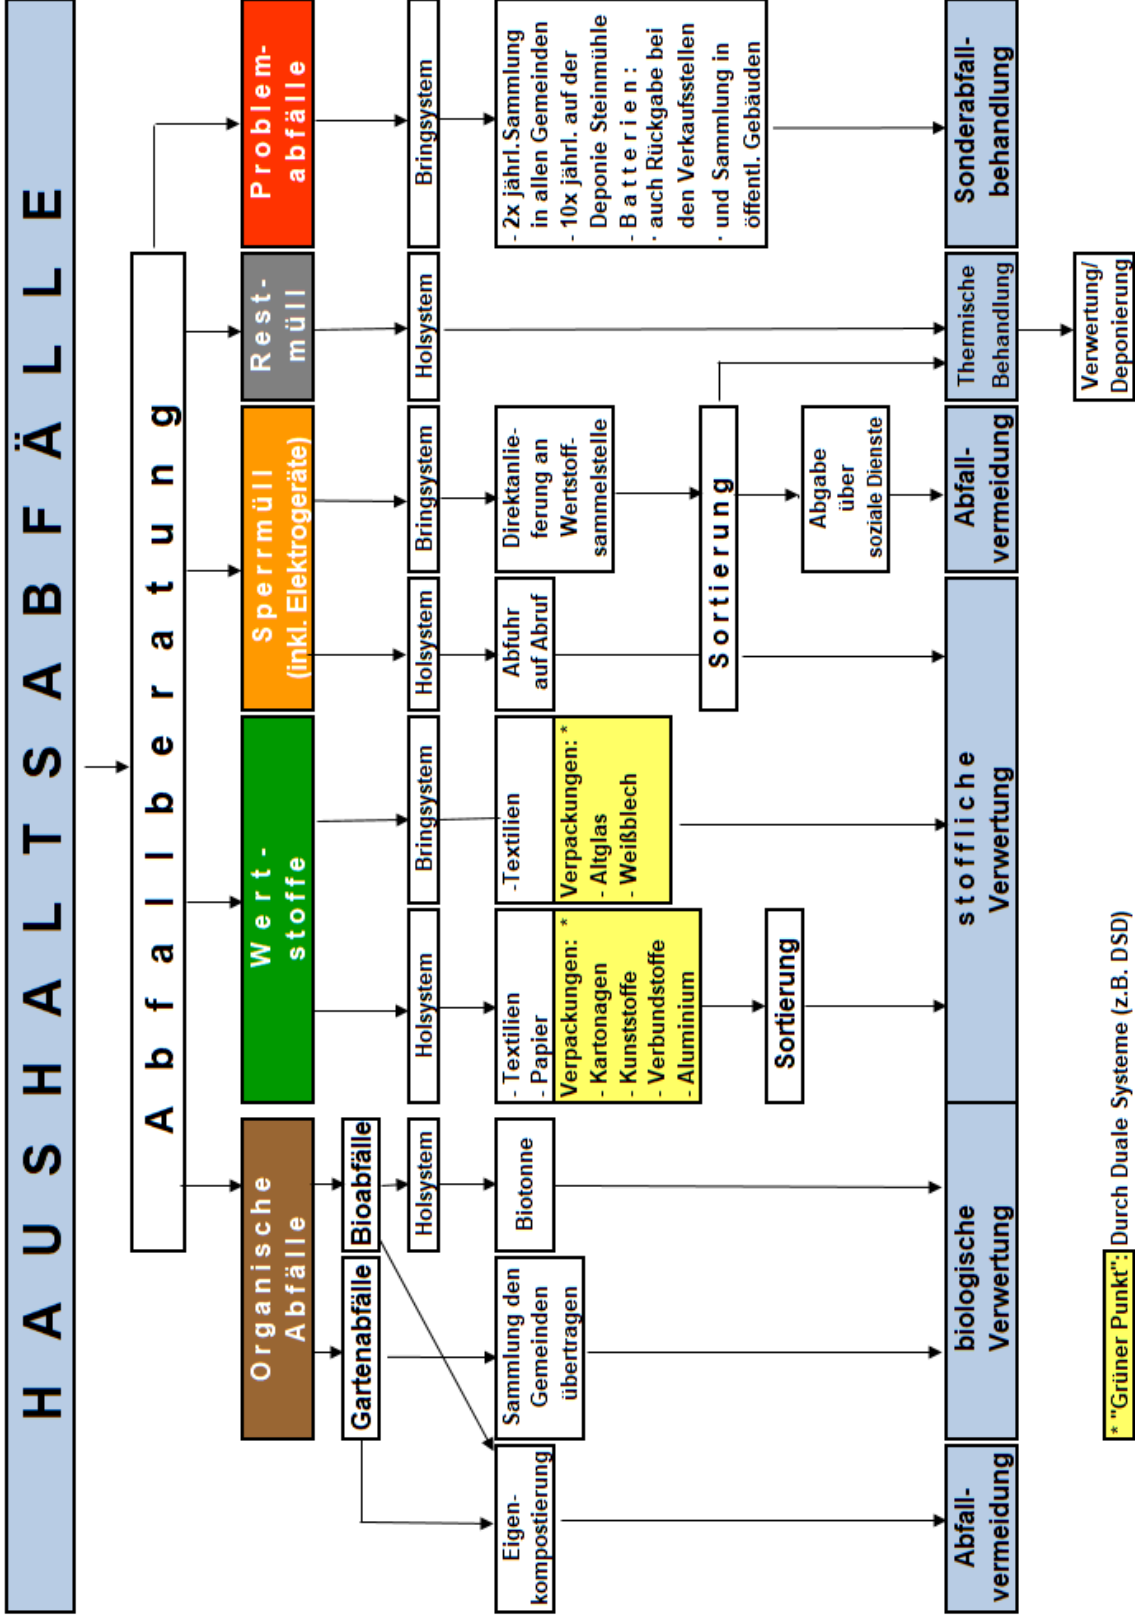 HAUSHALTSABFÄLLE
Abfallberatung
Organische
Abfälle
Wert-
stoffe
Sperrmüll
(inkl. Elektrogeräte)
Rest-
müll
Problem-
abfälle
Gartenabfälle
Bioabfälle
Holsystem
Holsystem
Bringsystem
Holsystem
Bringsystem
Holsystem
Bringsystem
Eigen-
kompostierung
Sammlung den
Gemeinden
übertragen
Biotonne
- Textilien
- Papier
Verpackungen: *
- Kartonagen
- Kunststoffe
- Verbundstoffe
- Aluminium
-Textilien
Verpackungen: *
- Altglas
- Weißblech
Abfuhr
auf Abruf
Direktanlie-
ferung an
Wertstoff-
sammelstelle
- 2x jährl.Sammlung
in allen Gemeinden
- 10x jährl. auf der
Deponie Steinmühle
- Batterien:
· auch Rückgabe bei
den Verkaufsstellen
· und Sammlung in
öffentl. Gebäuden
Sortierung
Sortierung
Abgabe
über
soziale Dienste
Abfall-
vermeidung
biologische
Verwertung
stoffliche
Verwertung
Abfall-
vermeidung
Thermische
Behandlung
Sonderabfall-
behandlung
Verwertung/
Deponierung
* "Grüner Punkt": Durch Duale Systeme (z.B. DSD)